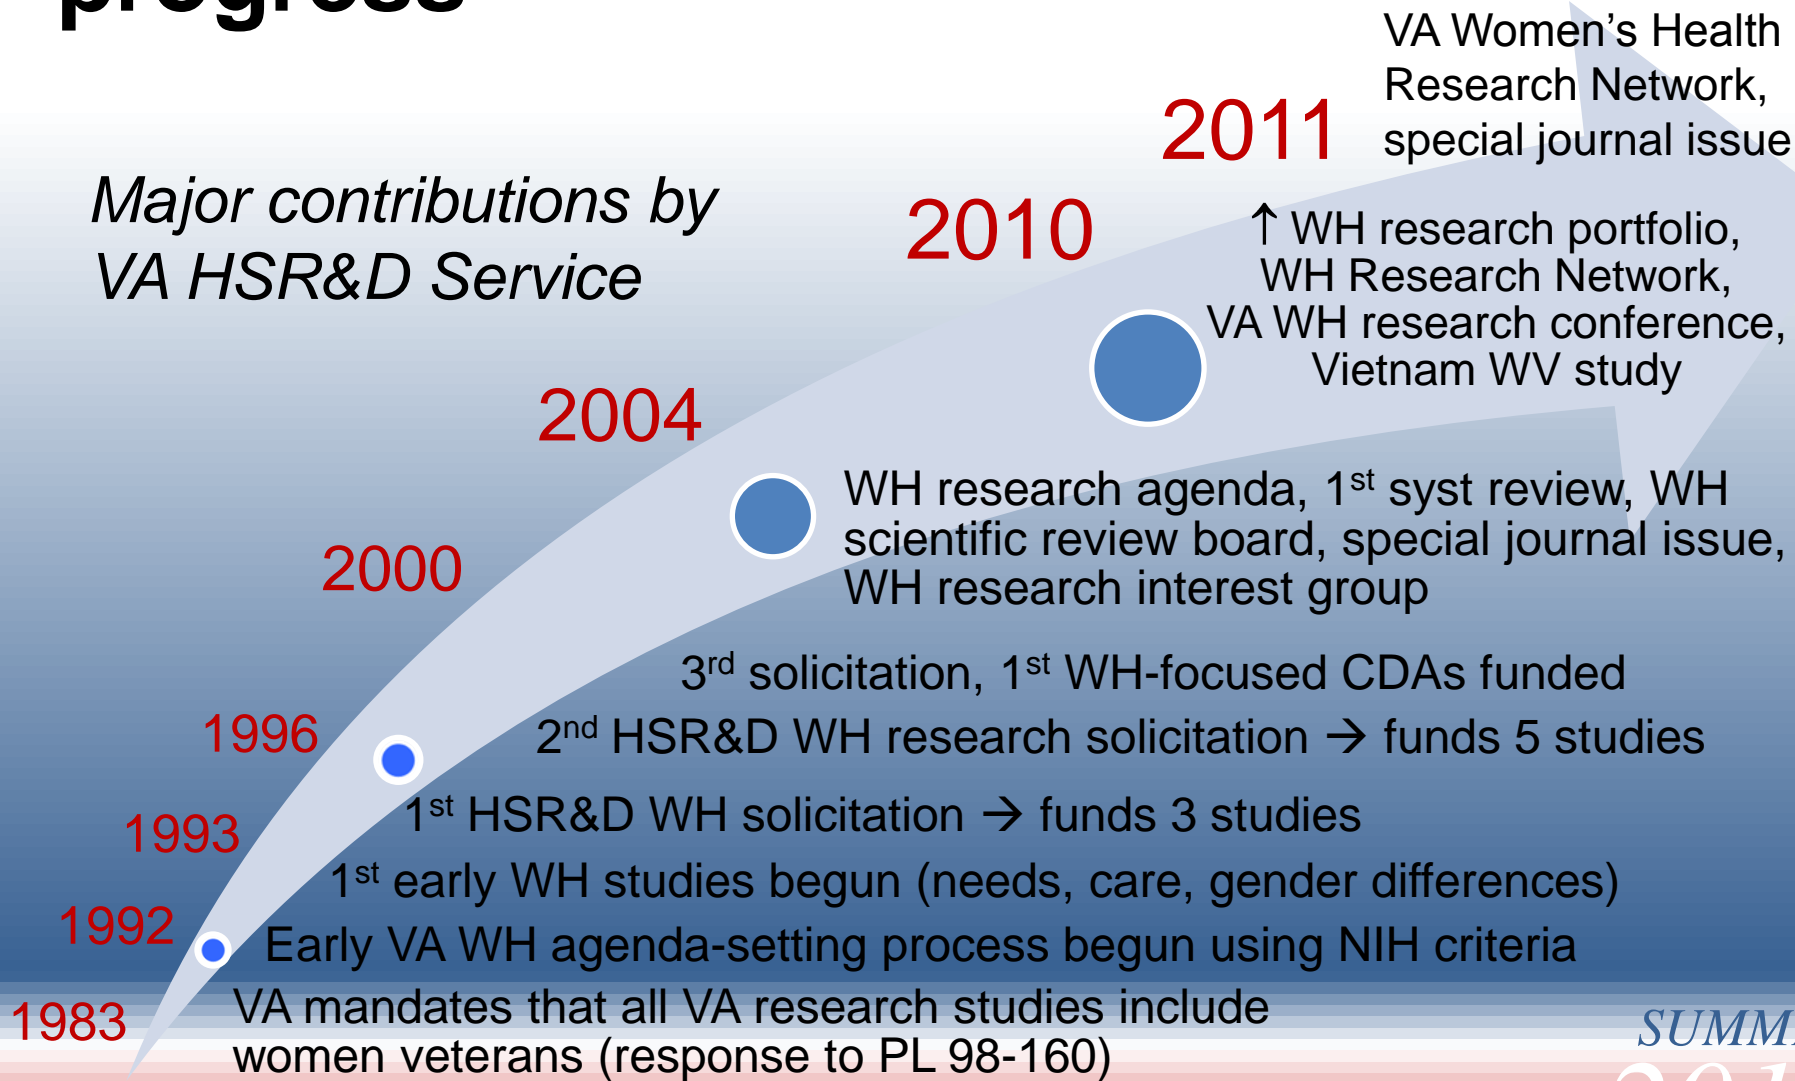 progress
VA Women's Health
Research Network,
special journal issue
2011
Major contributions by
VA HSR&D Service
2010
↑ WH research portfolio,
WH Research Network,
VA WH research conference,
Vietnam WV study
2004
WH research agenda, 1st syst review, WH
scientific review board, special journal issue,
WH research interest group
2000
3rd solicitation, 1st WH-focused CDAs funded
1996
2nd HSR&D WH research solicitation → funds 5 studies
1st HSR&D WH solicitation → funds 3 studies
1993
1st early WH studies begun (needs, care, gender differences)
1992
Early VA WH agenda-setting process begun using NIH criteria
1983
VA mandates that all VA research studies include
women veterans (response to PL 98-160)
SUMM